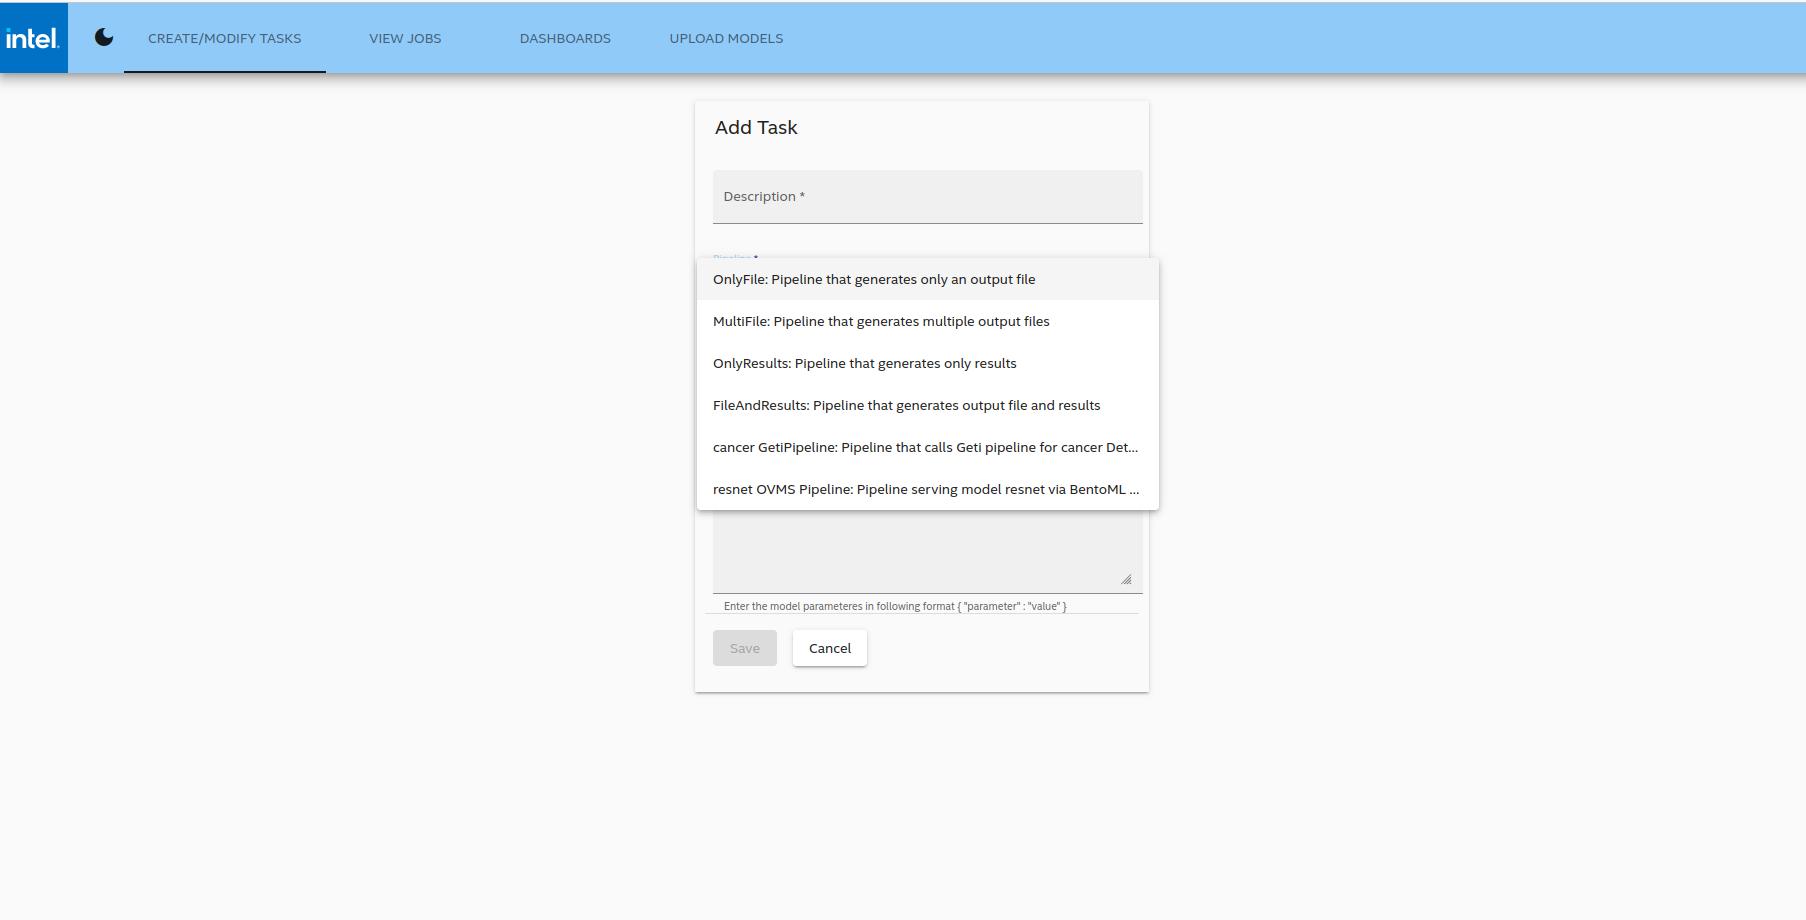 intel.
CREATE/MODIFY TASKS
VIEW JOBS
DASHBOARDS
UPLOAD MODELS
Add Task
Description *
Pipeline *
OnlyFile: Pipeline that generates only an output file
MultiFile: Pipeline that generates multiple output files
OnlyResults: Pipeline that generates only results
FileAndResults: Pipeline that generates output file and results
cancer GetiPipeline: Pipeline that calls Geti pipeline for cancer Det...
resnet OVMS Pipeline: Pipeline serving model resnet via BentoML ...
Enter the model parameteres in following format { "parameter" : "value" }
Save
Cancel